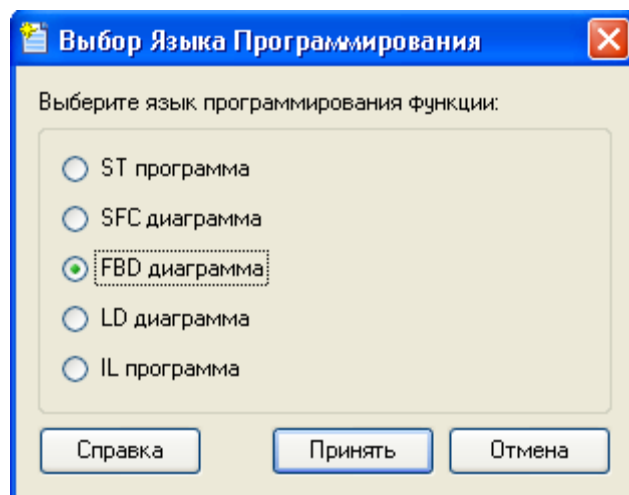 Выбор Языка Программирования
Выберите язык программирования функции:
ST программа
SFC диаграмма
FBD диаграмма
LD диаграмма
IL программа
Справка Принять Отмена